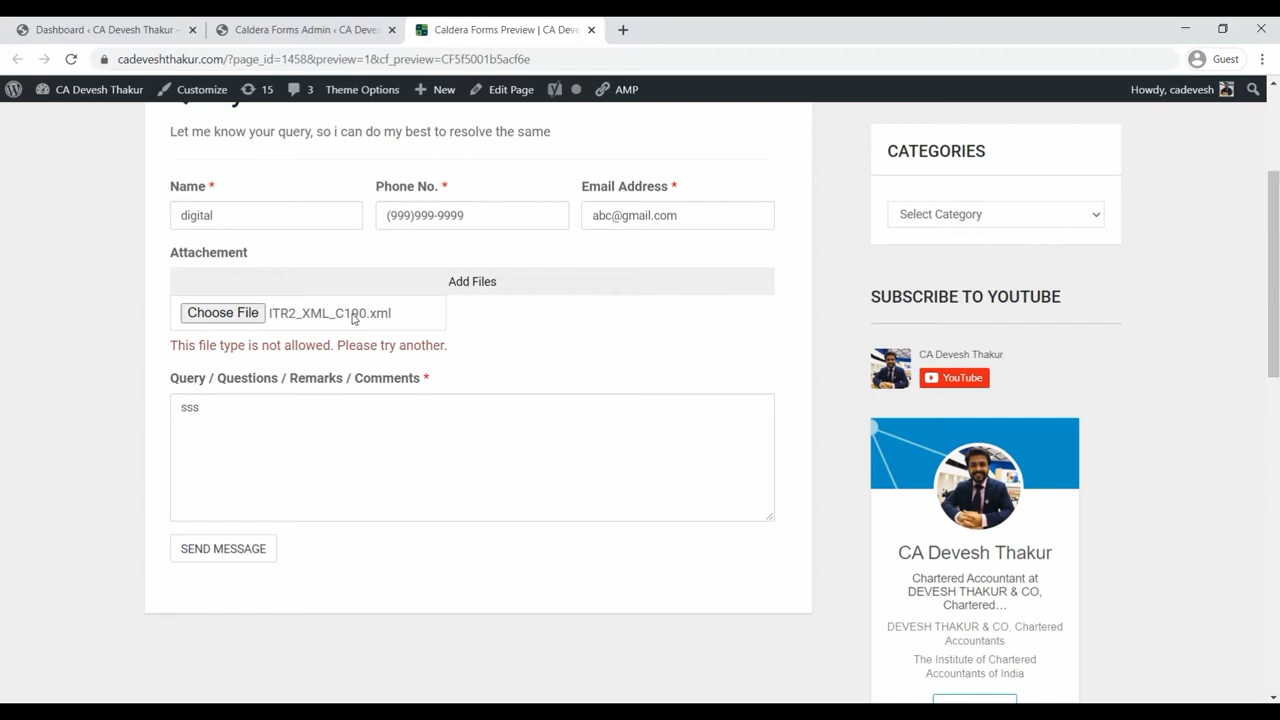 Dashboard ‹ CA Devesh Thakur -
Caldera Forms Admin ‹ CA Deves
Caldera Forms Preview | CA Deve
cadeveshthakur.com/?page_id=1458&preview=1&cf_preview=CF5f5001b5acf6e
Guest
CA Devesh Thakur
Customize
15
3
Theme Options
New
Edit Page
AMP
Howdy, cadevesh
Let me know your query, so i can do my best to resolve the same
Name * Phone No. * Email Address *
digital (999)999-9999 abc@gmail.com
Attachement
Add Files
Choose File ITR2_XML_C100.xml
This file type is not allowed. Please try another.
Query / Questions / Remarks / Comments *
sss
SEND MESSAGE
CATEGORIES
Select Category
SUBSCRIBE TO YOUTUBE
CA Devesh Thakur
YouTube
CA Devesh Thakur
Chartered Accountant at
DEVESH THAKUR & CO,
Chartered…
DEVESH THAKUR & CO, Chartered
Accountants
The Institute of Chartered
Accountants of India